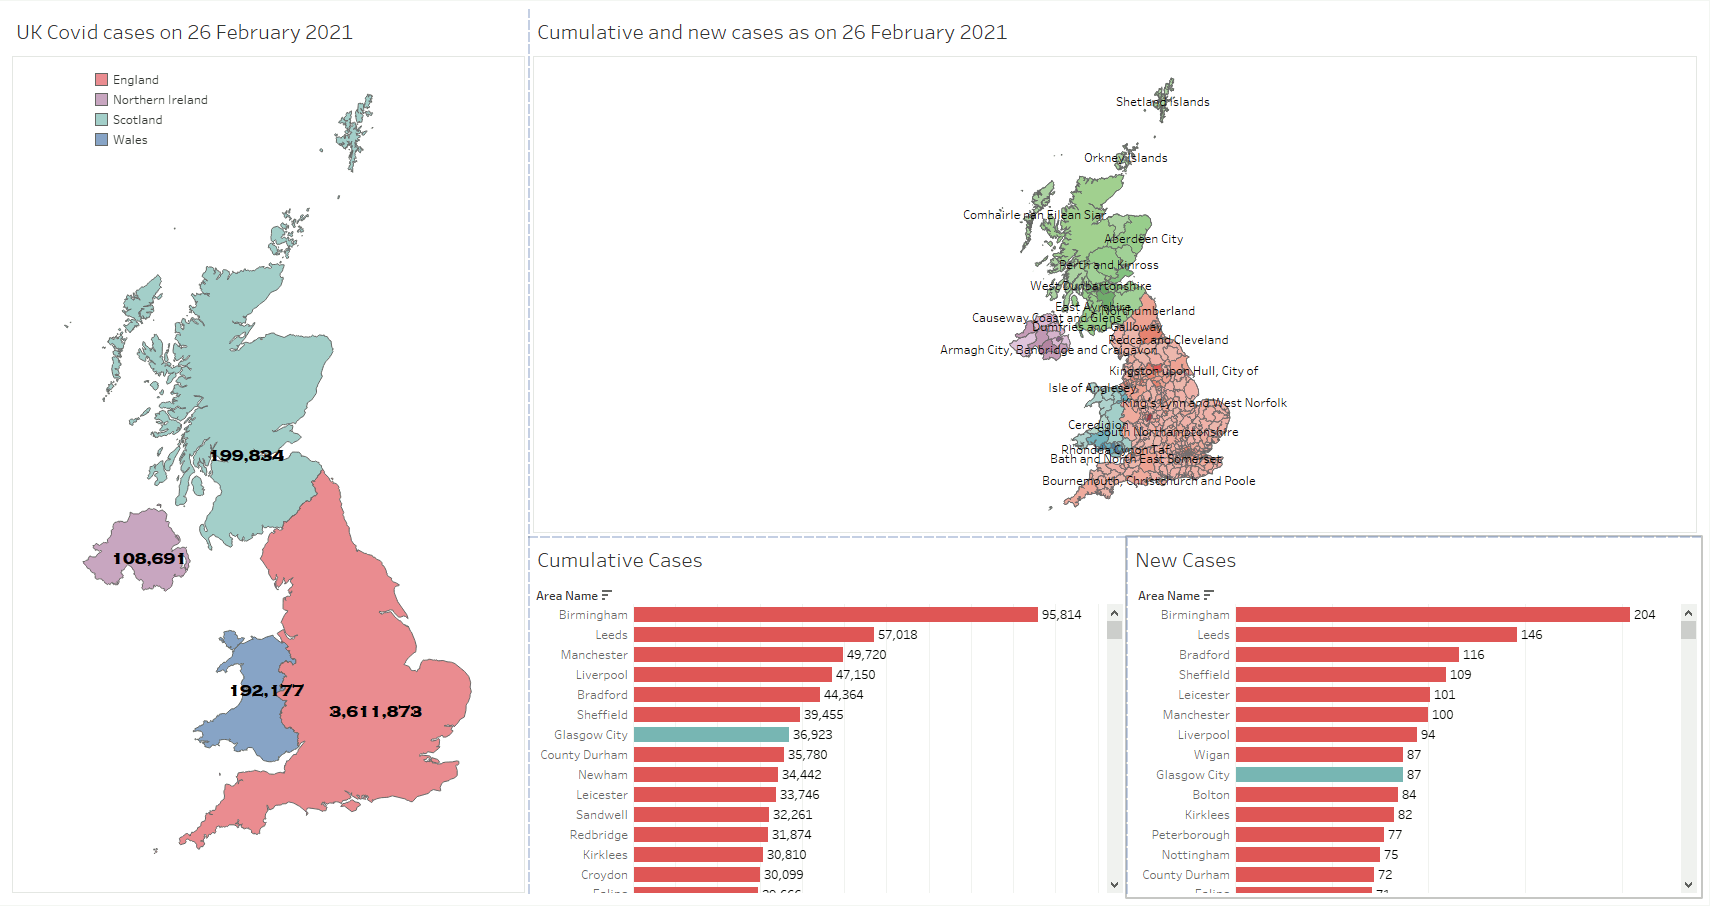 UK Covid cases on 26 February 2021
England
Northern Ireland
Scotland
Wales
199,834
108,691
192,177
3,611,873
Cumulative and new cases as on 26 February 2021
Shetland Islands
Orkney Islands
Comhairle nan Eilean Siar
Aberdeen City
Perth and Kinross
West Dunbartonshire
East Ayrshire
Northumberland
Causeway Coast and Glens
Dumfries and Galloway
Redcar and Cleveland
Armagh City, Banbridge and Craigavon
Kingston upon Hull, City of
Isle of Anglesey
King's Lynn and West Norfolk
Ceredigion
South Northamptonshire
Rhondda Cynon Taf
Bath and North East Somerset
Bournemouth, Christchurch and Poole
Cumulative Cases
Area Name
Birmingham 95,814
Leeds 57,018
Manchester 49,720
Liverpool 47,150
Bradford 44,364
Sheffield 39,455
Glasgow City 36,923
County Durham 35,780
Newham 34,442
Leicester 33,746
Sandwell 32,261
Redbridge 31,874
Kirklees 30,810
Croydon 30,099
New Cases
Area Name
Birmingham 204
Leeds 146
Bradford 116
Sheffield 109
Leicester 101
Manchester 100
Liverpool 94
Wigan 87
Glasgow City 87
Bolton 84
Kirklees 82
Peterborough 77
Nottingham 75
County Durham 72